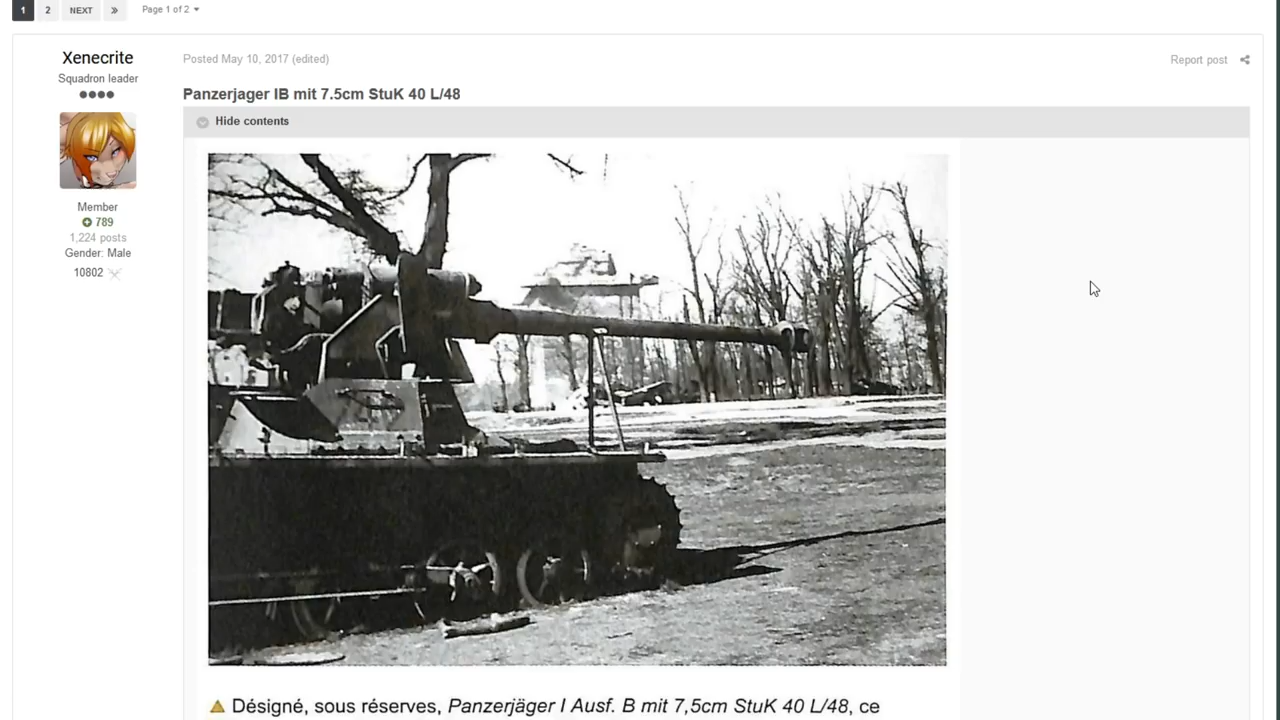 1 2 NEXT Page 1 of 2
Xenecrite
Squadron leader
Member
789
1,224 posts
Gender: Male
10802
Posted May 10, 2017 (edited)
Report post
Panzerjager IB mit 7.5cm StuK 40 L/48
Hide contents
Désigné, sous réserves, Panzerjäger I Ausf. B mit 7,5cm StuK 40 L/48, ce